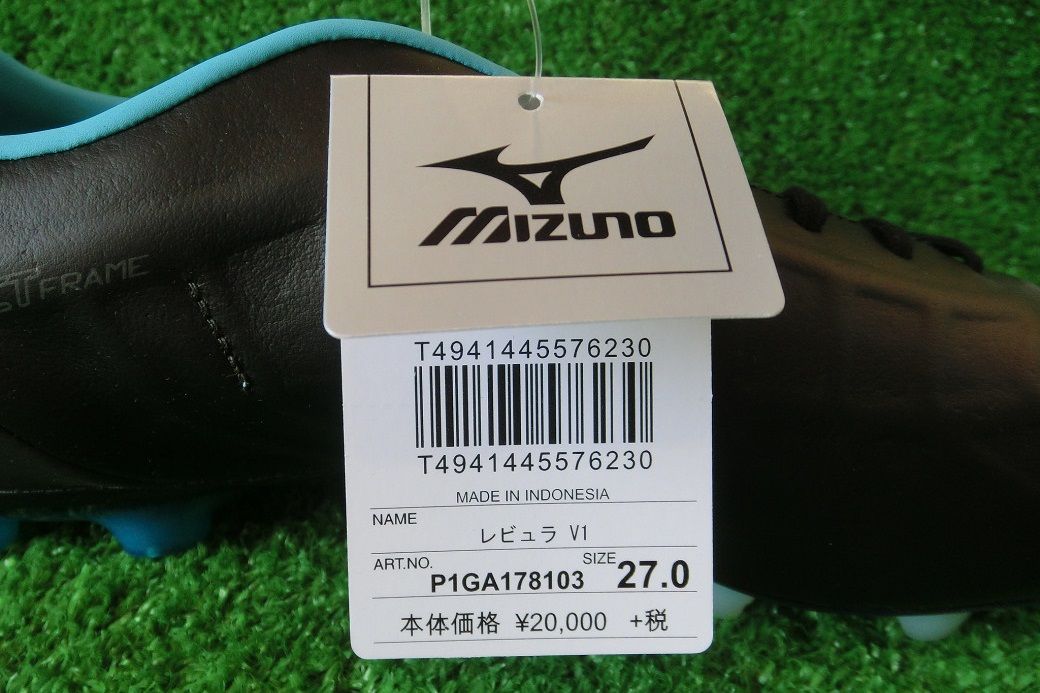 MIZUNO
T FRAME
T4941445576230
T4941445576230
MADE IN INDONESIA
NAME
レビュラ V1
ART.NO. P1GA178103 SIZE 27.0
本体価格 ¥20,000 +税